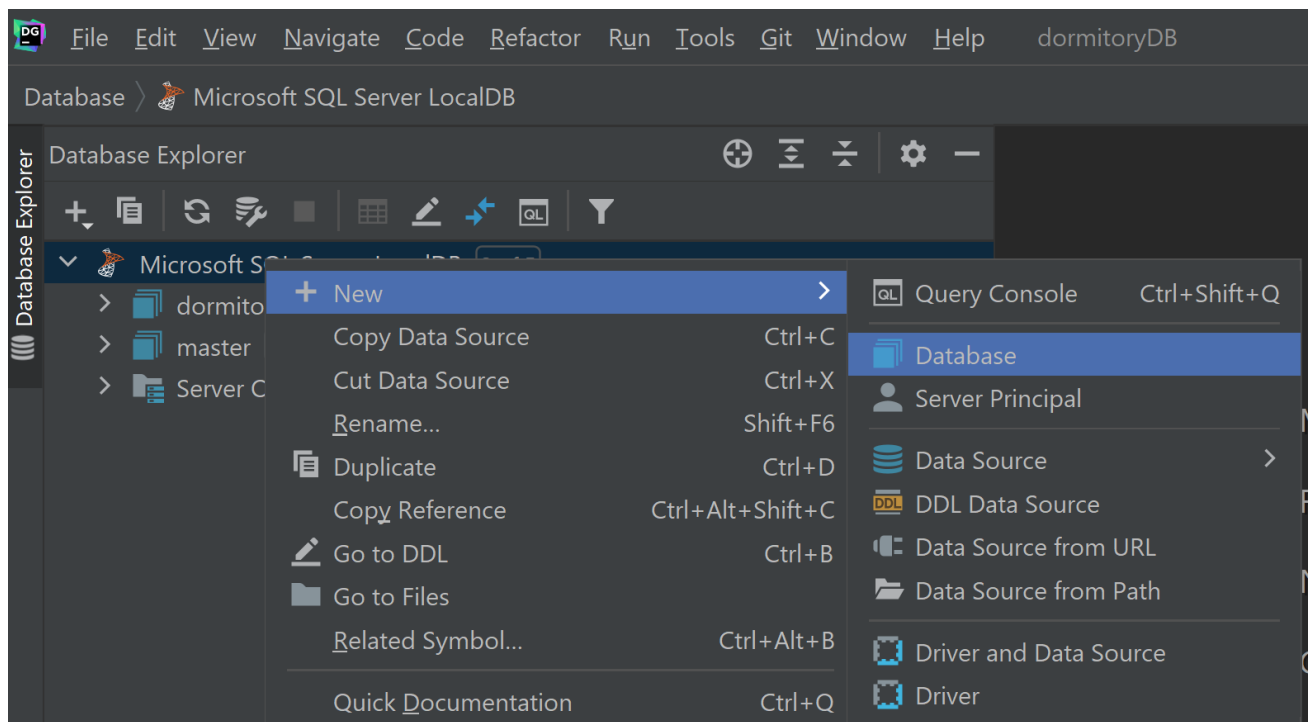 DG File Edit View Navigate Code Refactor Run Tools Git Window Help dormitoryDB
Database Microsoft SQL Server LocalDB
Database Explorer
Database Explorer
QL
Microsoft
New
Query Console Ctrl+Shift+Q
dormito
Copy Data Source Ctrl+C
master
Database
Cut Data Source Ctrl+X
Server C
Server Principal
Rename... Shift+F6
Duplicate Ctrl+D
Data Source
Copy Reference Ctrl+Alt+Shift+C
DDL DDL Data Source
Go to DDL Ctrl+B
Data Source from URL
Go to Files
Data Source from Path
Related Symbol... Ctrl+Alt+B
Driver and Data Source
Quick Documentation Ctrl+Q
Driver